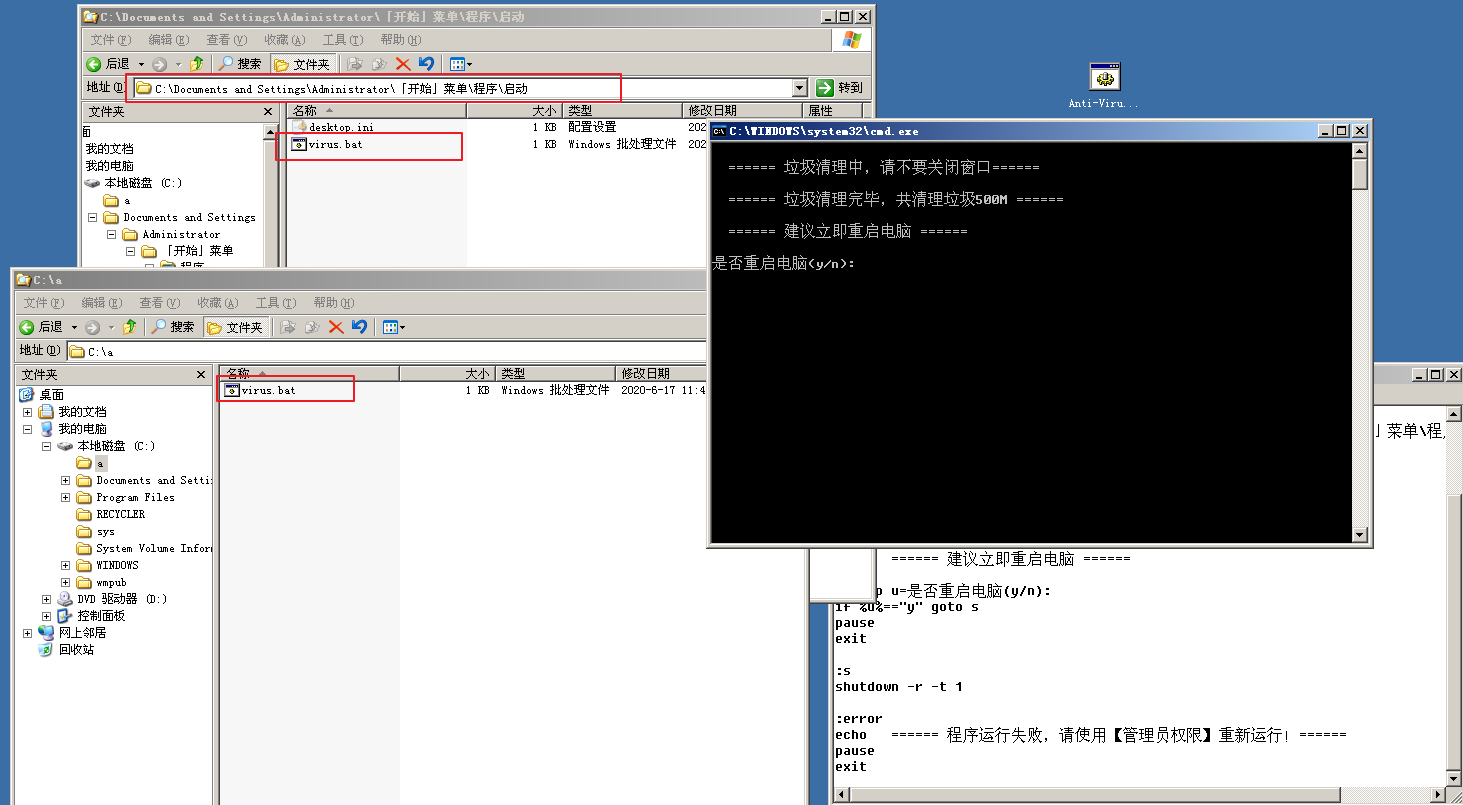 C:\Documents and Settings\Administrator\「开始」菜单\程序\启动
文件(F) 编辑(E) 查看(V) 收藏(A) 工具(T) 帮助(H)
后退 搜索 文件夹
地址(D) C:\Documents and Settings\Administrator\「开始」菜单\程序\启动 转到
文件夹 名称 大小 类型 修改日期 属性
desktop.ini 1 KB 配置设置 202
virus.bat 1 KB Windows 批处理文件 202
面
我的文档
我的电脑
本地磁盘 (C:)
a
Documents and Settings
Administrator
「开始」菜单
程序
Anti-Viru...
C:\WINDOWS\system32\cmd.exe
====== 垃圾清理中，请不要关闭窗口======
====== 垃圾清理完毕，共清理垃圾500M ======
====== 建议立即重启电脑 ======
是否重启电脑(y/n):
C:\a
文件(F) 编辑(E) 查看(V) 收藏(A) 工具(T) 帮助(H)
后退 搜索 文件夹
地址(D) C:\a
文件夹 名称 大小 类型 修改日期
virus.bat 1 KB Windows 批处理文件 2020-6-17 11:4
桌面
我的文档
我的电脑
本地磁盘 (C:)
a
Documents and Setti
Program Files
RECYCLER
sys
System Volume Infor
WINDOWS
wmpub
DVD 驱动器 (D:)
控制面板
网上邻居
回收站
」菜单\程
====== 建议立即重启电脑 ======
p u=是否重启电脑(y/n):
if %u%=="y" goto s
pause
exit
:s
shutdown -r -t 1
:error
echo ====== 程序运行失败，请使用【管理员权限】重新运行！======
pause
exit